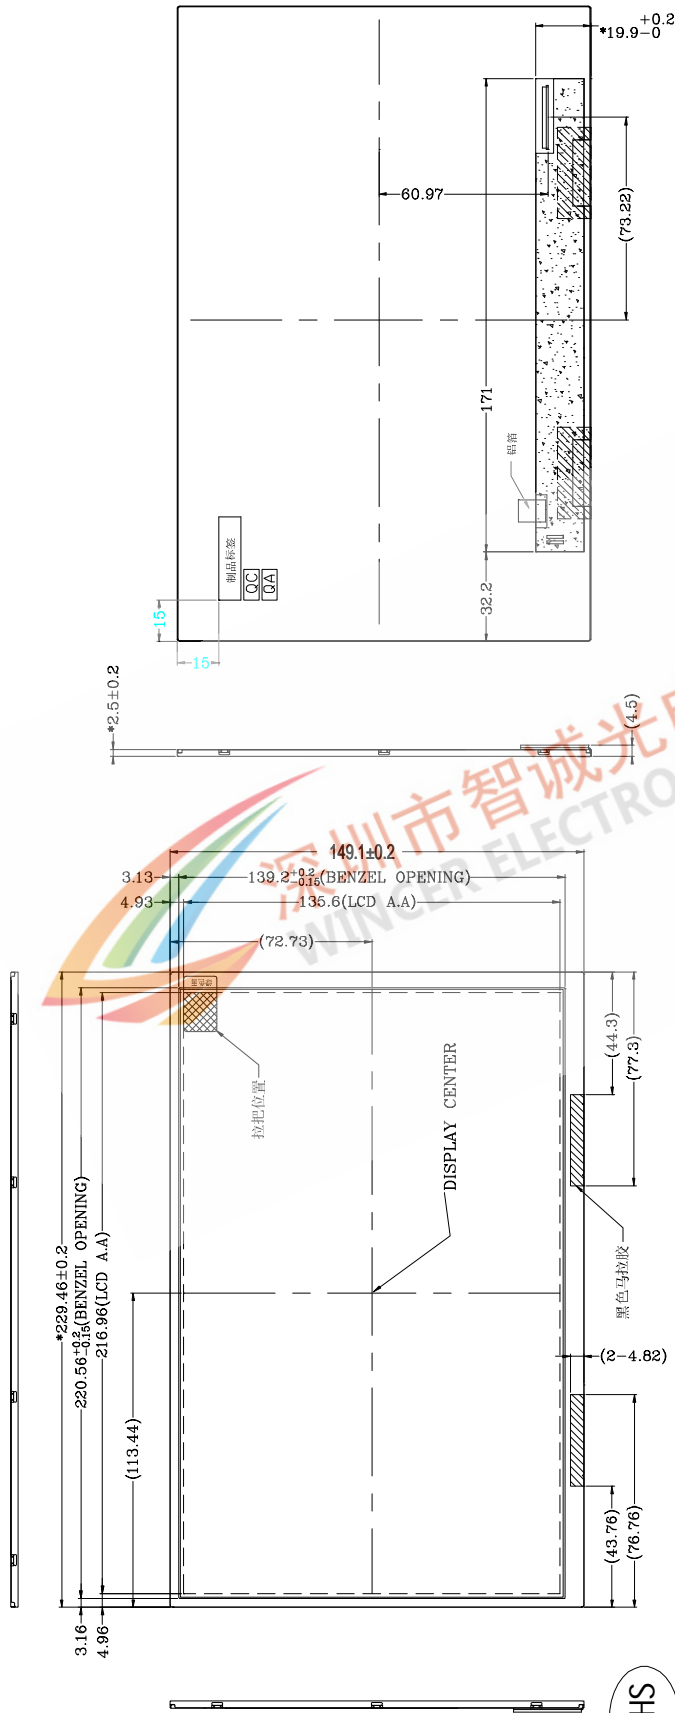 +0.2
*19.9-0
60.97
(73.22)
171
铝箔
制品标签
QC
QA
32.2
15
15
*2.5±0.2
(4.5)
深圳市智诚光
WINCER ELECTRO
149.1±0.2
3.13
139.2+0.2-0.15(BENZEL OPENING)
4.93
135.6(LCD A.A)
(72.73)
(44.3)
(77.3)
拉把位置
DISPLAY CENTER
黑色马拉胶
*229.46±0.2
220.56+0.2-0.15(BENZEL OPENING)
216.96(LCD A.A)
(113.44)
(2-4.82)
(43.76)
(76.76)
3.16
4.96
HS